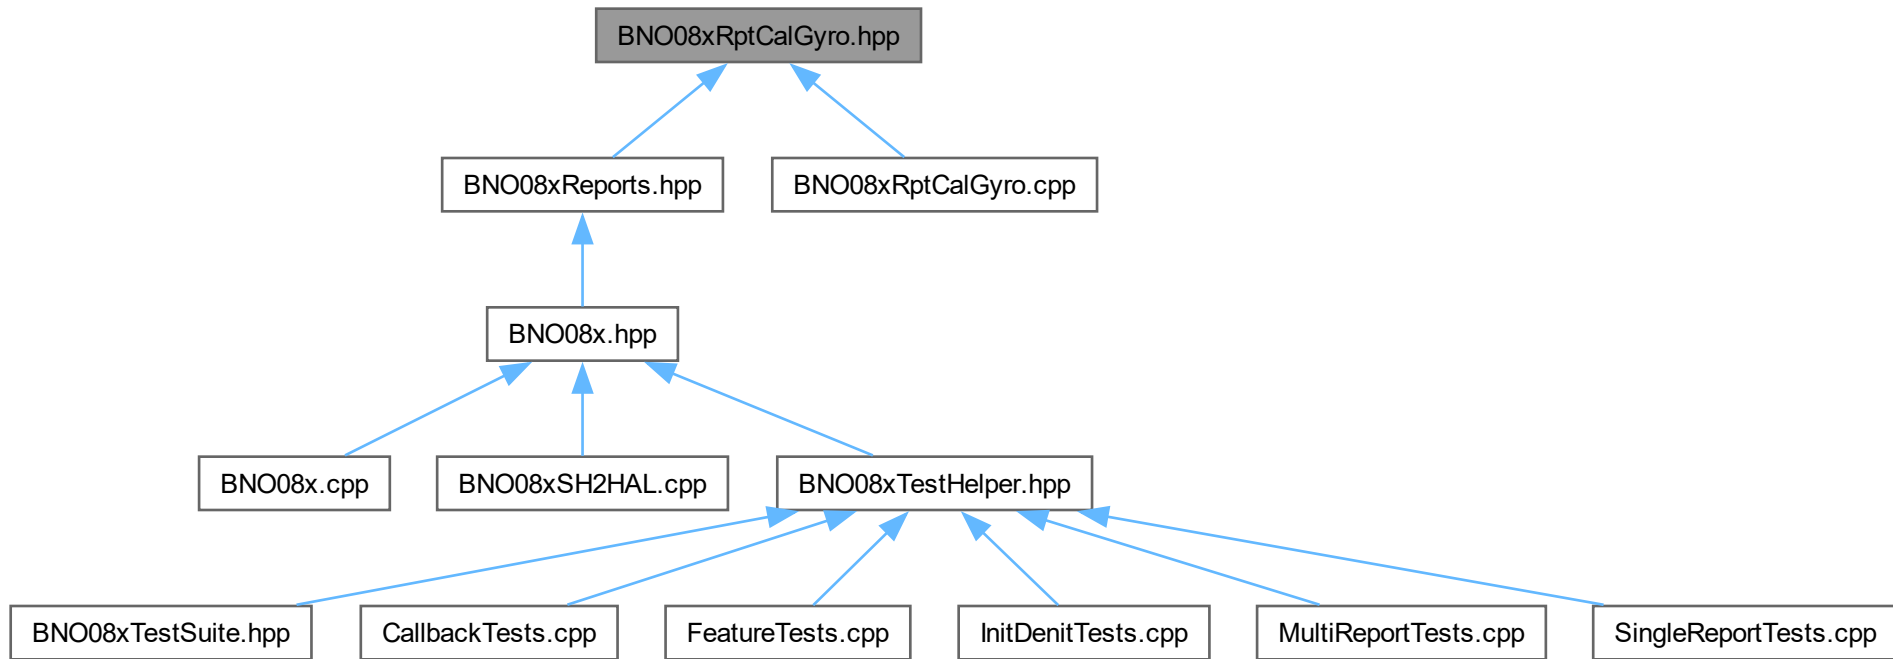 BNO08xRptCalGyro.hpp
BNO08xReports.hpp
BNO08xRptCalGyro.cpp
BNO08x.hpp
BNO08x.cpp
BNO08xSH2HAL.cpp
BNO08xTestHelper.hpp
BNO08xTestSuite.hpp
CallbackTests.cpp
FeatureTests.cpp
InitDenitTests.cpp
MultiReportTests.cpp
SingleReportTests.cpp